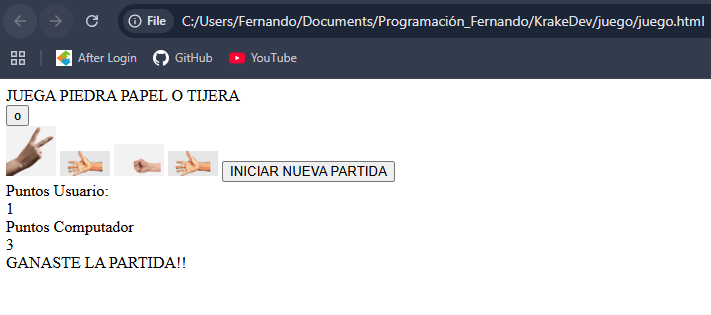 File C:/Users/Fernando/Documents/Programación_Fernando/KrakeDev/juego/juego.html
After Login GitHub YouTube
JUEGA PIEDRA PAPEL O TIJERA
o
INICIAR NUEVA PARTIDA
Puntos Usuario:
1
Puntos Computador
3
GANASTE LA PARTIDA!!